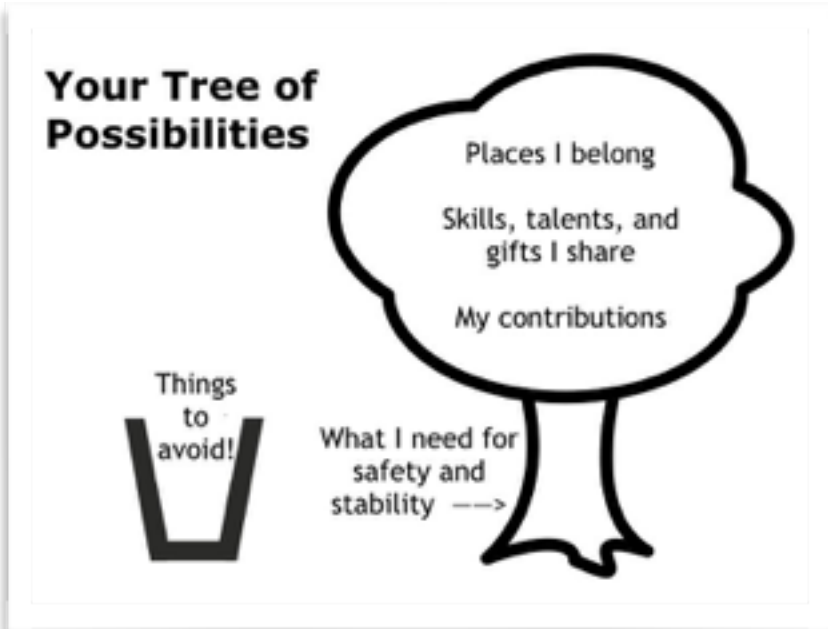 Your Tree of
Possibilities
Places I belong
Skills, talents, and
gifts I share
My contributions
Things
to
avoid!
What I need for
safety and
stability -->